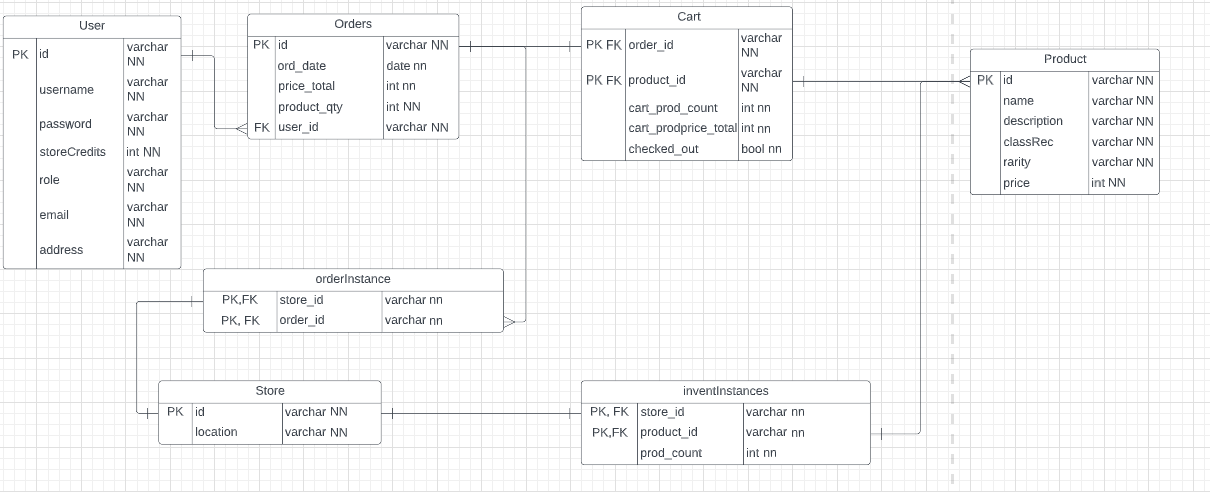 User
PK id varchar NN
username varchar NN
password varchar NN
storeCredits int NN
role varchar NN
email varchar NN
address varchar NN
Orders
PK id varchar NN
ord_date date nn
price_total int nn
product_qty int NN
FK user_id varchar NN
Cart
PK FK order_id varchar NN
PK FK product_id varchar NN
cart_prod_count int nn
cart_prodprice_total int nn
checked_out bool nn
Product
PK id varchar NN
name varchar NN
description varchar NN
classRec varchar NN
rarity varchar NN
price int NN
orderInstance
PK,FK store_id varchar nn
PK, FK order_id varchar nn
Store
PK id varchar NN
location varchar NN
inventInstances
PK, FK store_id varchar nn
PK,FK product_id varchar nn
prod_count int nn